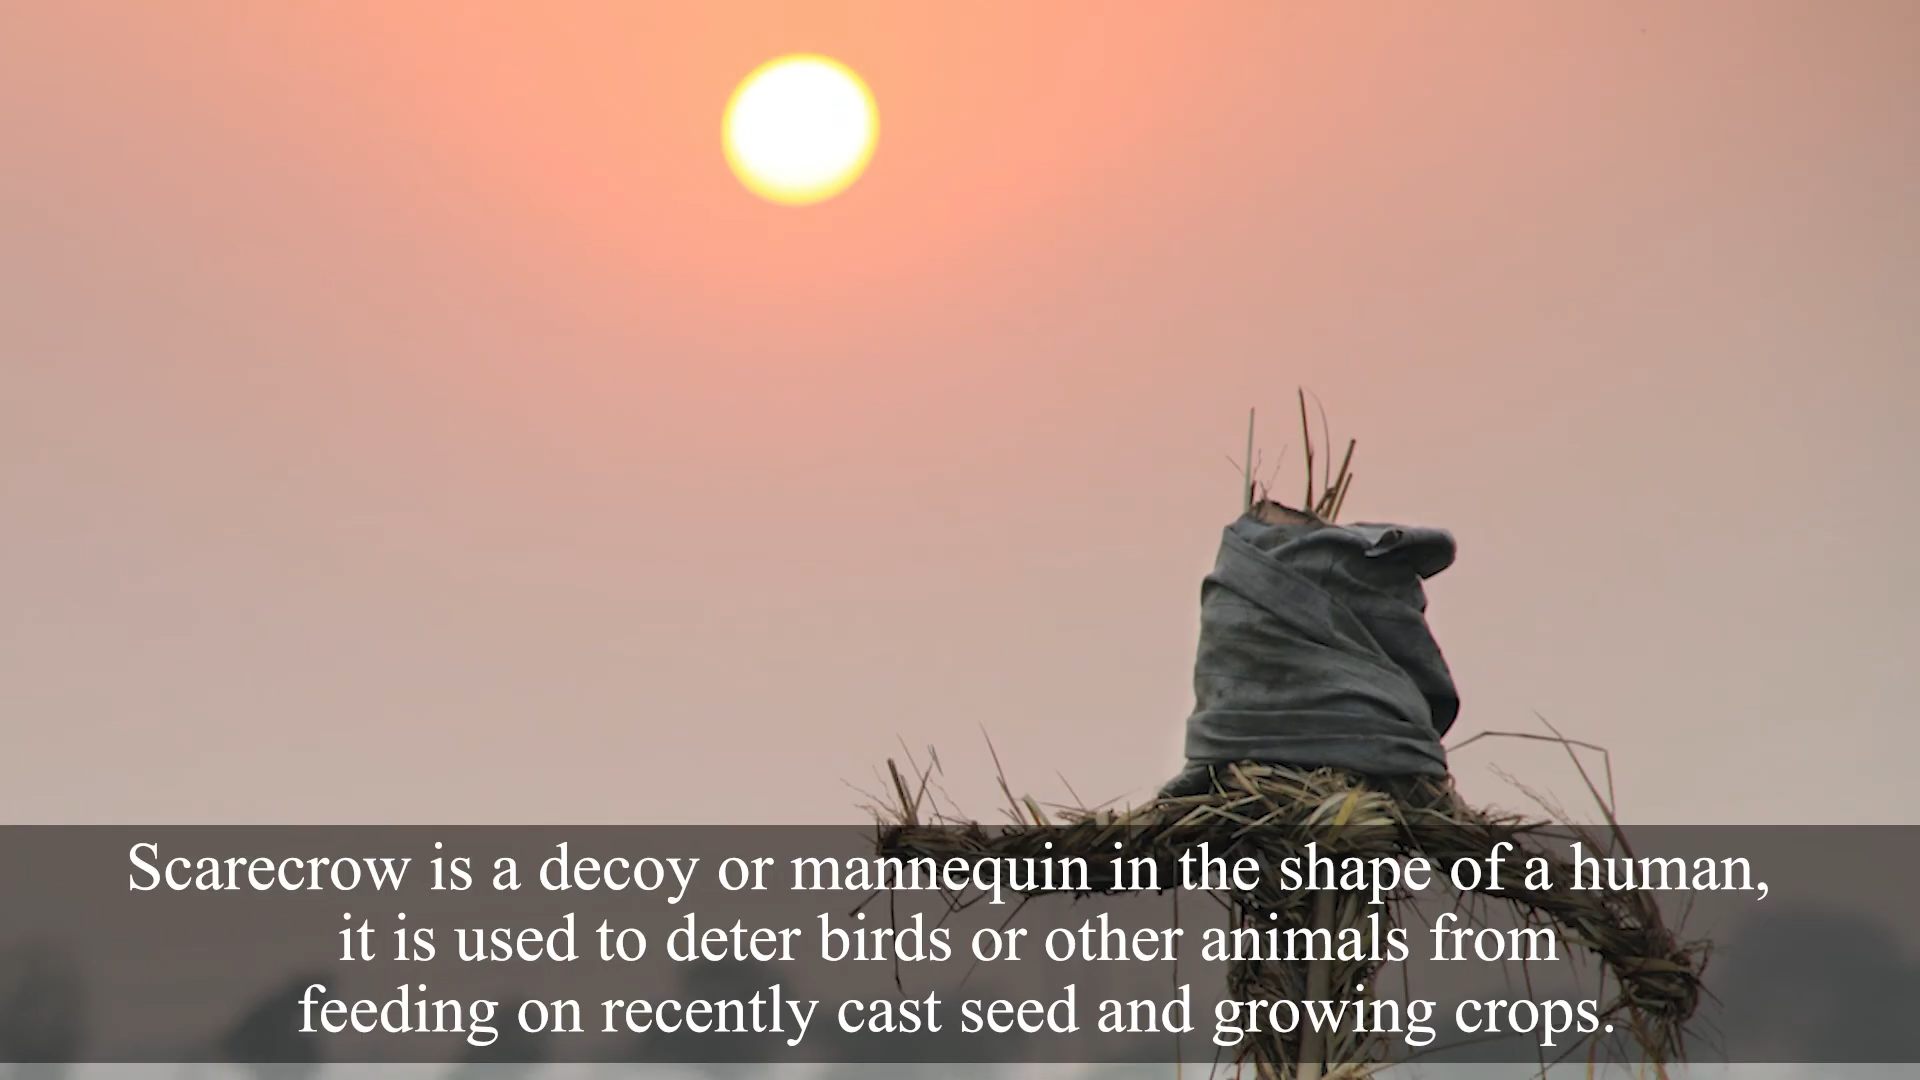 Scarecrow is a decoy or mannequin in the shape of a human,
it is used to deter birds or other animals from
feeding on recently cast seed and growing crops.